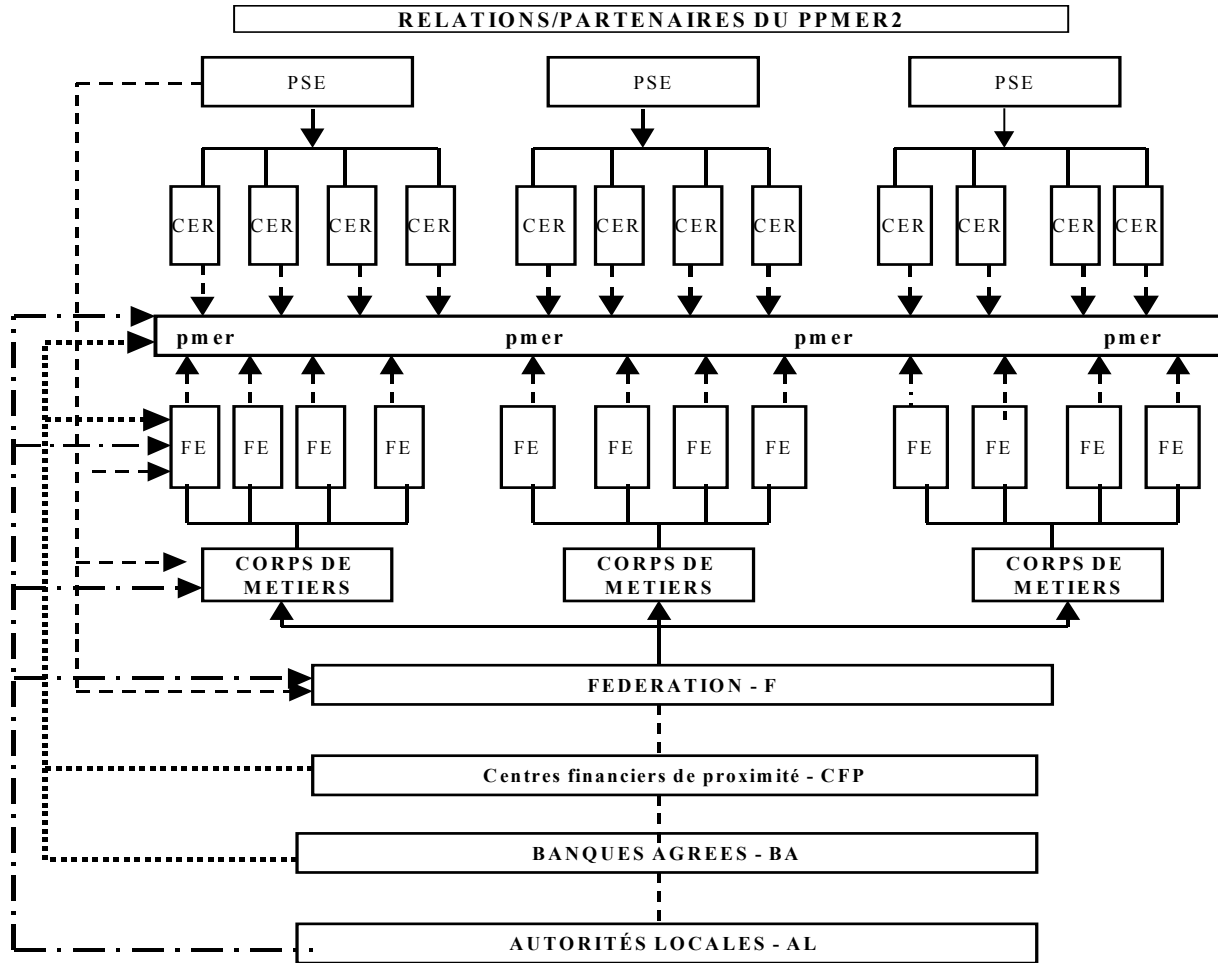 RELATIONS/PARTENAIRES DU PPMER2
PSE PSE PSE
CER CER CER CER CER CER CER CER CER CER CER CER
pmer pmer pmer pmer
FE FE FE FE FE FE FE FE FE FE FE FE
CORPS DE CORPS DE CORPS DE
METIERS METIERS METIERS
FEDERATION - F
Centres financiers de proximité - CFP
BANQUES AGREES - BA
AUTORITÉS LOCALES - AL